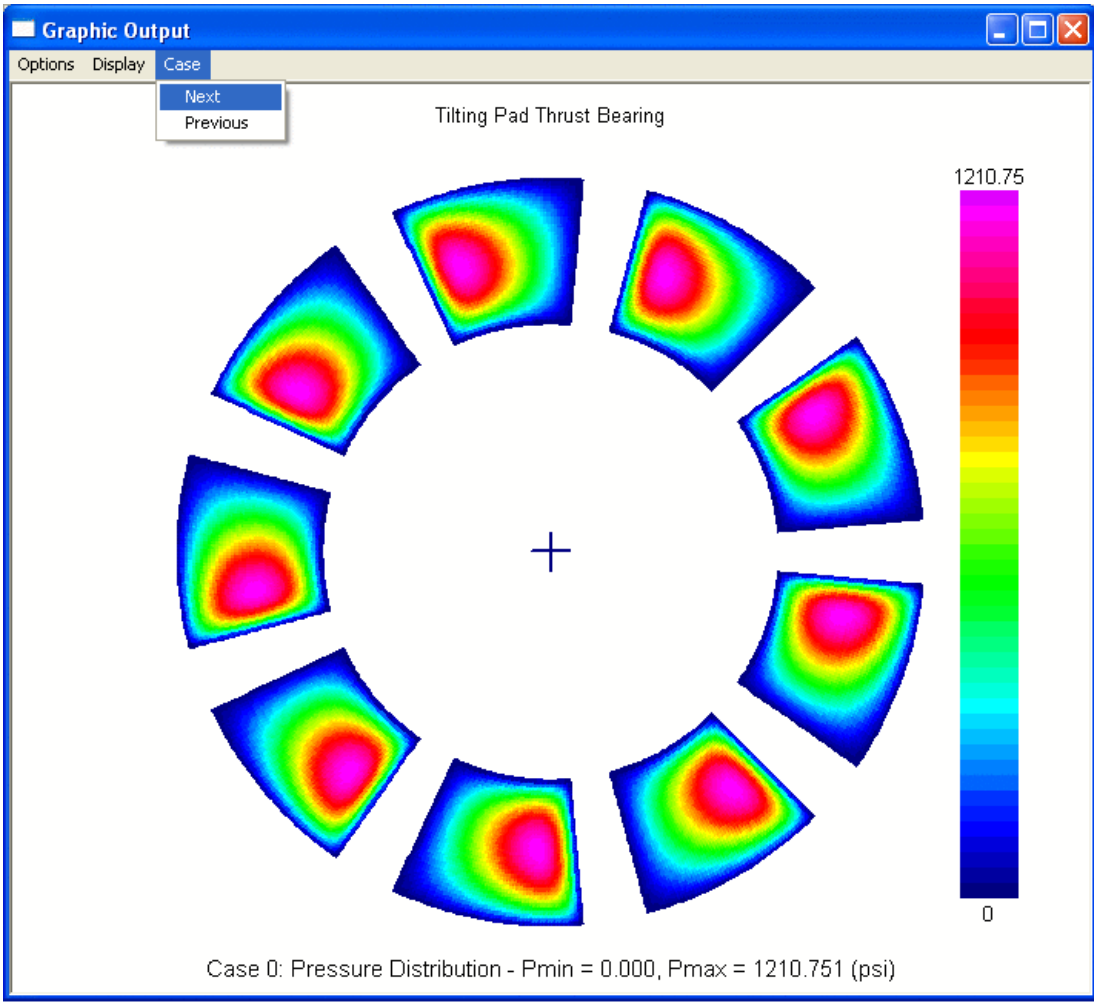 Graphic Output
Options Display Case
Next
Previous
Tilting Pad Thrust Bearing
1210.75
0
Case 0: Pressure Distribution - Pmin = 0.000, Pmax = 1210.751 (psi)